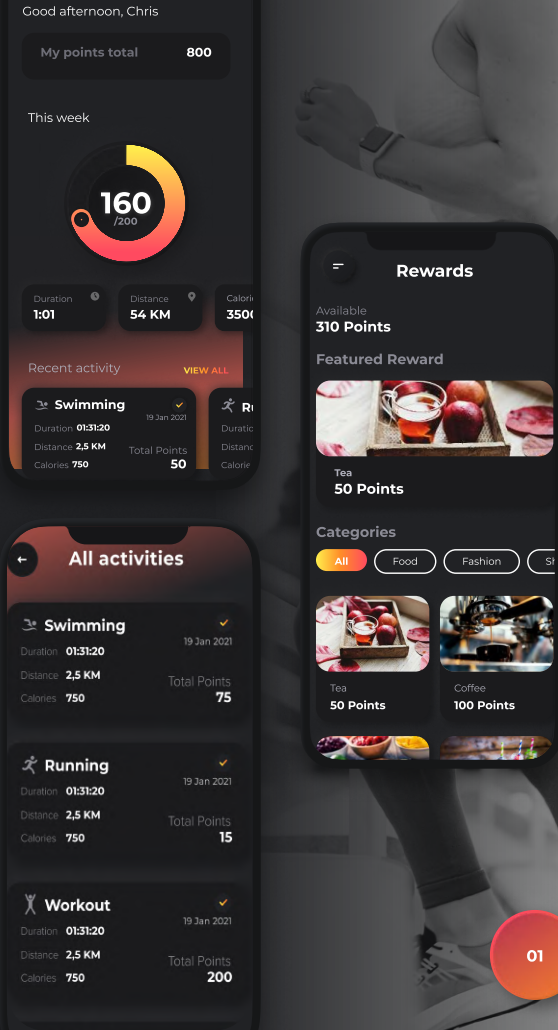 Good afternoon, Chris
My points total 800
This week
160
/200
Duration
1:01
Distance
54 KM
Calori
3500
Recent activity VIEW ALL
Swimming
19 Jan 2021
Duration 01:31:20
Distance 2,5 KM
Calories 750
Total Points
50
Ru
Duratic
Distanc
Calorie
All activities
Swimming
19 Jan 2021
Duration 01:31:20
Distance 2,5 KM
Calories 750
Total Points
75
Running
19 Jan 2021
Duration 01:31:20
Distance 2,5 KM
Calories 750
Total Points
15
Workout
19 Jan 2021
Duration 01:31:20
Distance 2,5 KM
Calories 750
Total Points
200
Rewards
Available
310 Points
Featured Reward
Tea
50 Points
Categories
All Food Fashion Sh
Tea
50 Points
Coffee
100 Points
01